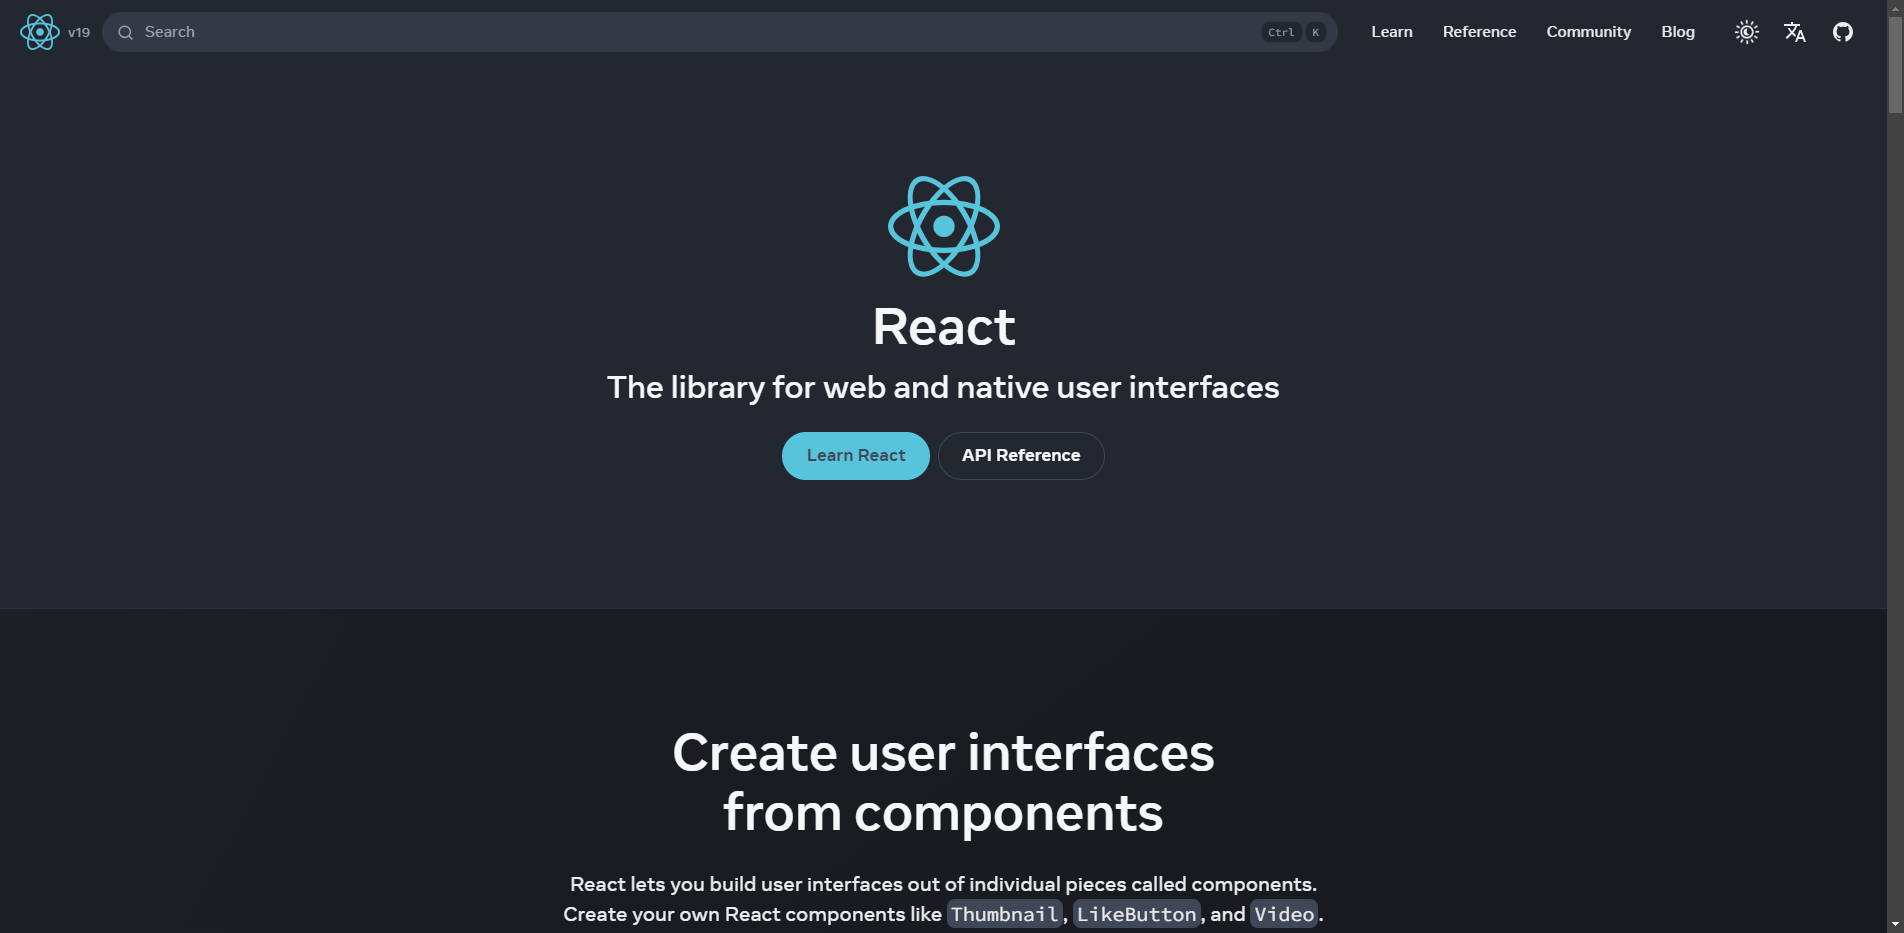 v19 Search Ctrl K Learn Reference Community Blog
React
The library for web and native user interfaces
Learn React API Reference
Create user interfaces
from components
React lets you build user interfaces out of individual pieces called components.
Create your own React components like Thumbnail, LikeButton, and Video.